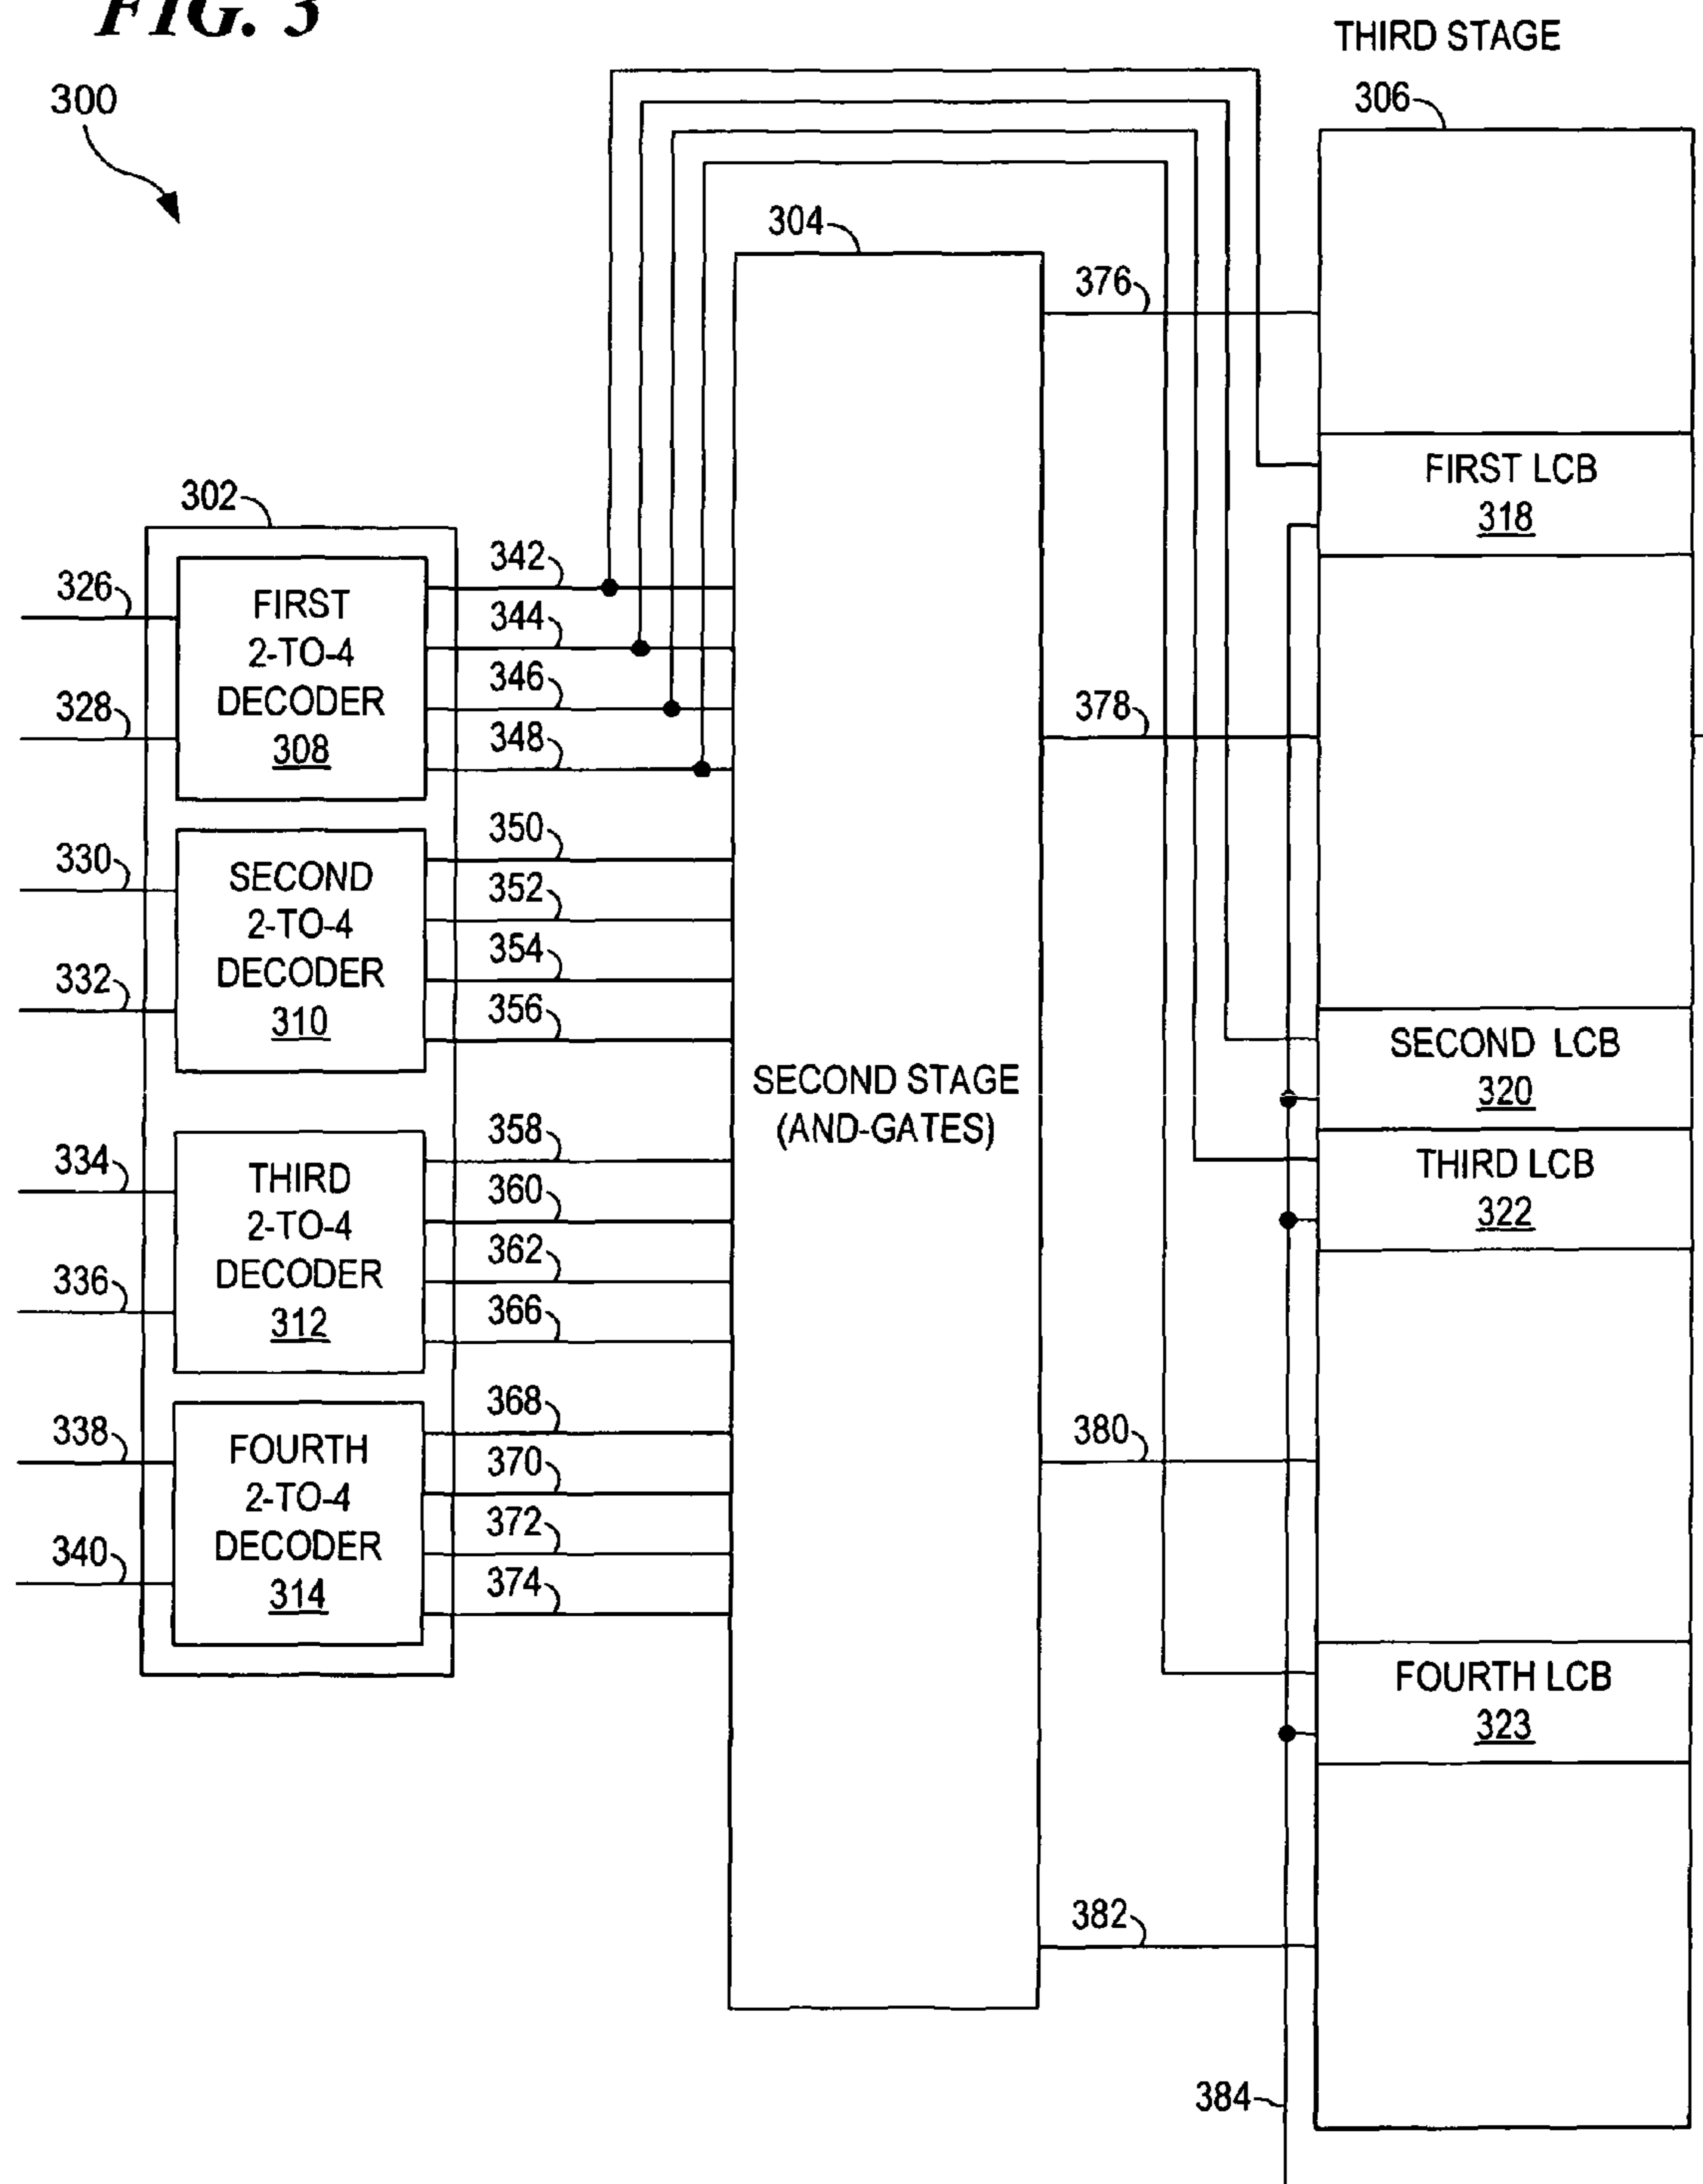 FIG. 3
THIRD STAGE
300
306
304
376
FIRST LCB
318
302
342
326
FIRST
2-TO-4
DECODER
308
344
346
328
348
378
350
330
SECOND
2-TO-4
DECODER
310
352
354
332
356
SECOND LCB
320
SECOND STAGE
(AND-GATES)
358
334
THIRD
2-TO-4
DECODER
312
THIRD LCB
322
360
362
336
366
368
338
FOURTH
2-TO-4
DECODER
314
380
370
372
340
374
FOURTH LCB
323
382
384